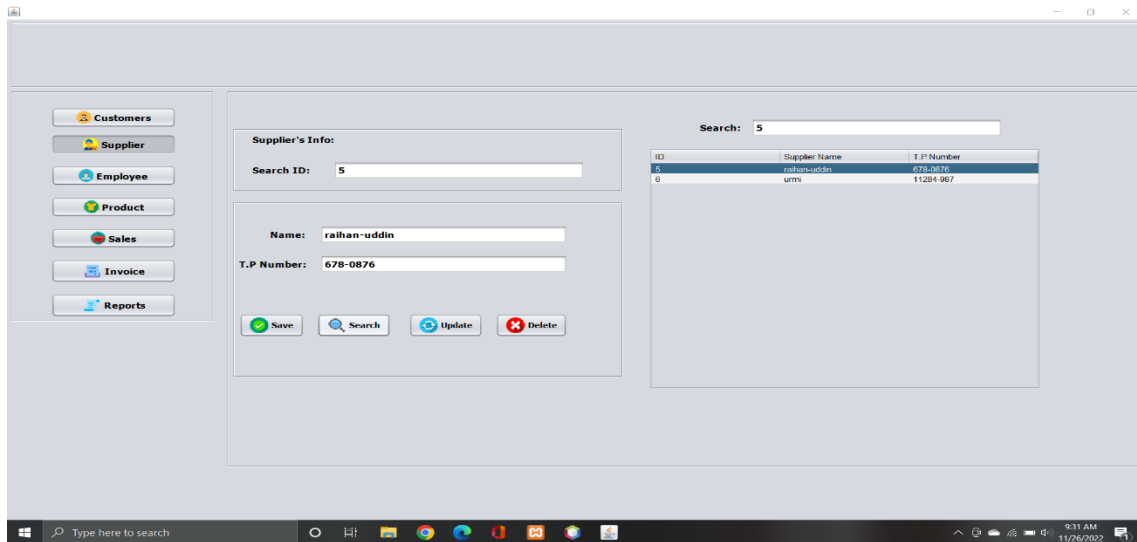 Customers
Supplier
Employee
Product
Sales
Invoice
Reports
Supplier's Info:
Search ID: 5
Name: raihan-uddin
T.P Number: 678-0876
Save Search Update Delete
Search: 5
ID Supplier Name T.P Number
5 raihan-uddin 678-0876
6 urmi 11284-987
Type here to search
9:31 AM
11/26/2022